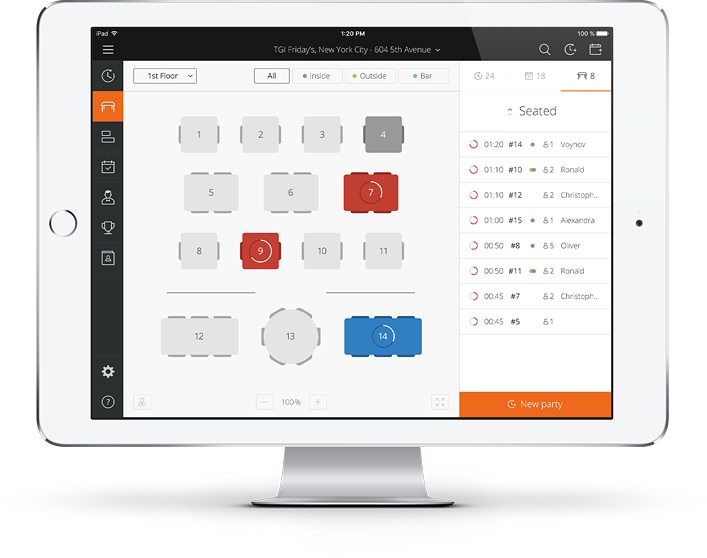 iPad 1:20 PM 100 %
TGI Friday's, New York City - 604 5th Avenue
1st Floor All Inside Outside Bar
24 18 8
Seated
1 2 3 4
5 6 7
8 9 10 11
12 13 14
01:20 #14 1 Voynov
01:10 #10 2 Ronald
01:10 #12 2 Christoph...
01:00 #15 1 Alexandra
00:50 #8 5 Oliver
00:50 #11 2 Ronald
00:45 #7 2 Christoph...
00:45 #5 1
100%
New party